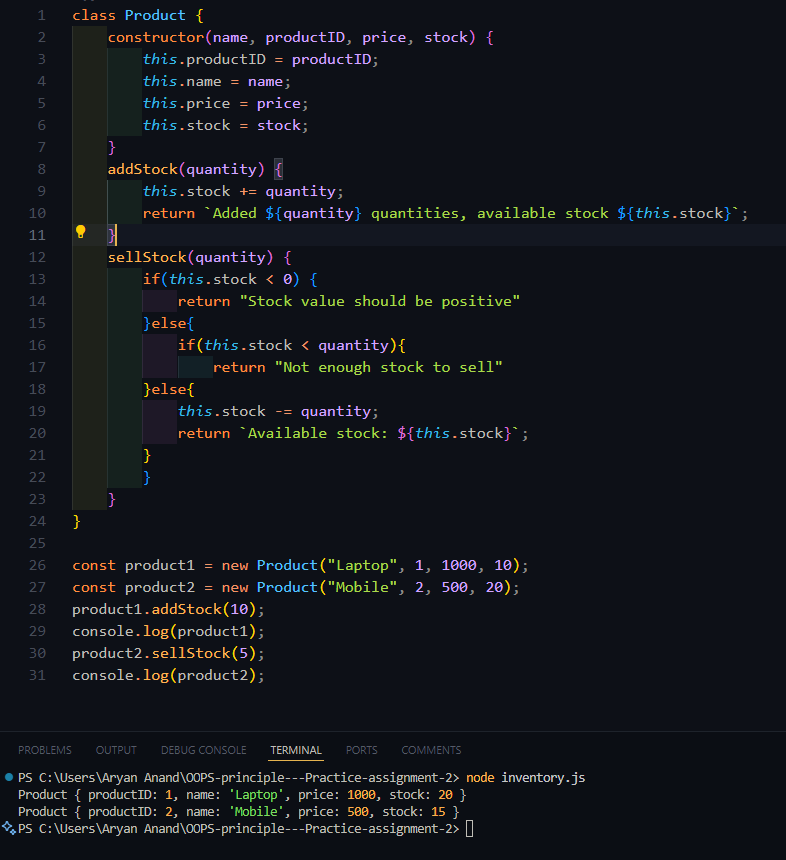 1 class Product {
2     constructor(name, productID, price, stock) {
3         this.productID = productID;
4         this.name = name;
5         this.price = price;
6         this.stock = stock;
7     }
8     addStock(quantity) {
9         this.stock += quantity;
10         return `Added ${quantity} quantities, available stock ${this.stock}`;
11     }
12     sellStock(quantity) {
13         if(this.stock < 0) {
14             return "Stock value should be positive"
15         }else{
16             if(this.stock < quantity){
17                 return "Not enough stock to sell"
18         }else{
19             this.stock -= quantity;
20             return `Available stock: ${this.stock}`;
21         }
22         }
23     }
24 }
25
26 const product1 = new Product("Laptop", 1, 1000, 10);
27 const product2 = new Product("Mobile", 2, 500, 20);
28 product1.addStock(10);
29 console.log(product1);
30 product2.sellStock(5);
31 console.log(product2);
PROBLEMS OUTPUT DEBUG CONSOLE TERMINAL PORTS COMMENTS
PS C:\Users\Aryan Anand\OOPS-principle---Practice-assignment-2> node inventory.js
Product { productID: 1, name: 'Laptop', price: 1000, stock: 20 }
Product { productID: 2, name: 'Mobile', price: 500, stock: 15 }
PS C:\Users\Aryan Anand\OOPS-principle---Practice-assignment-2>